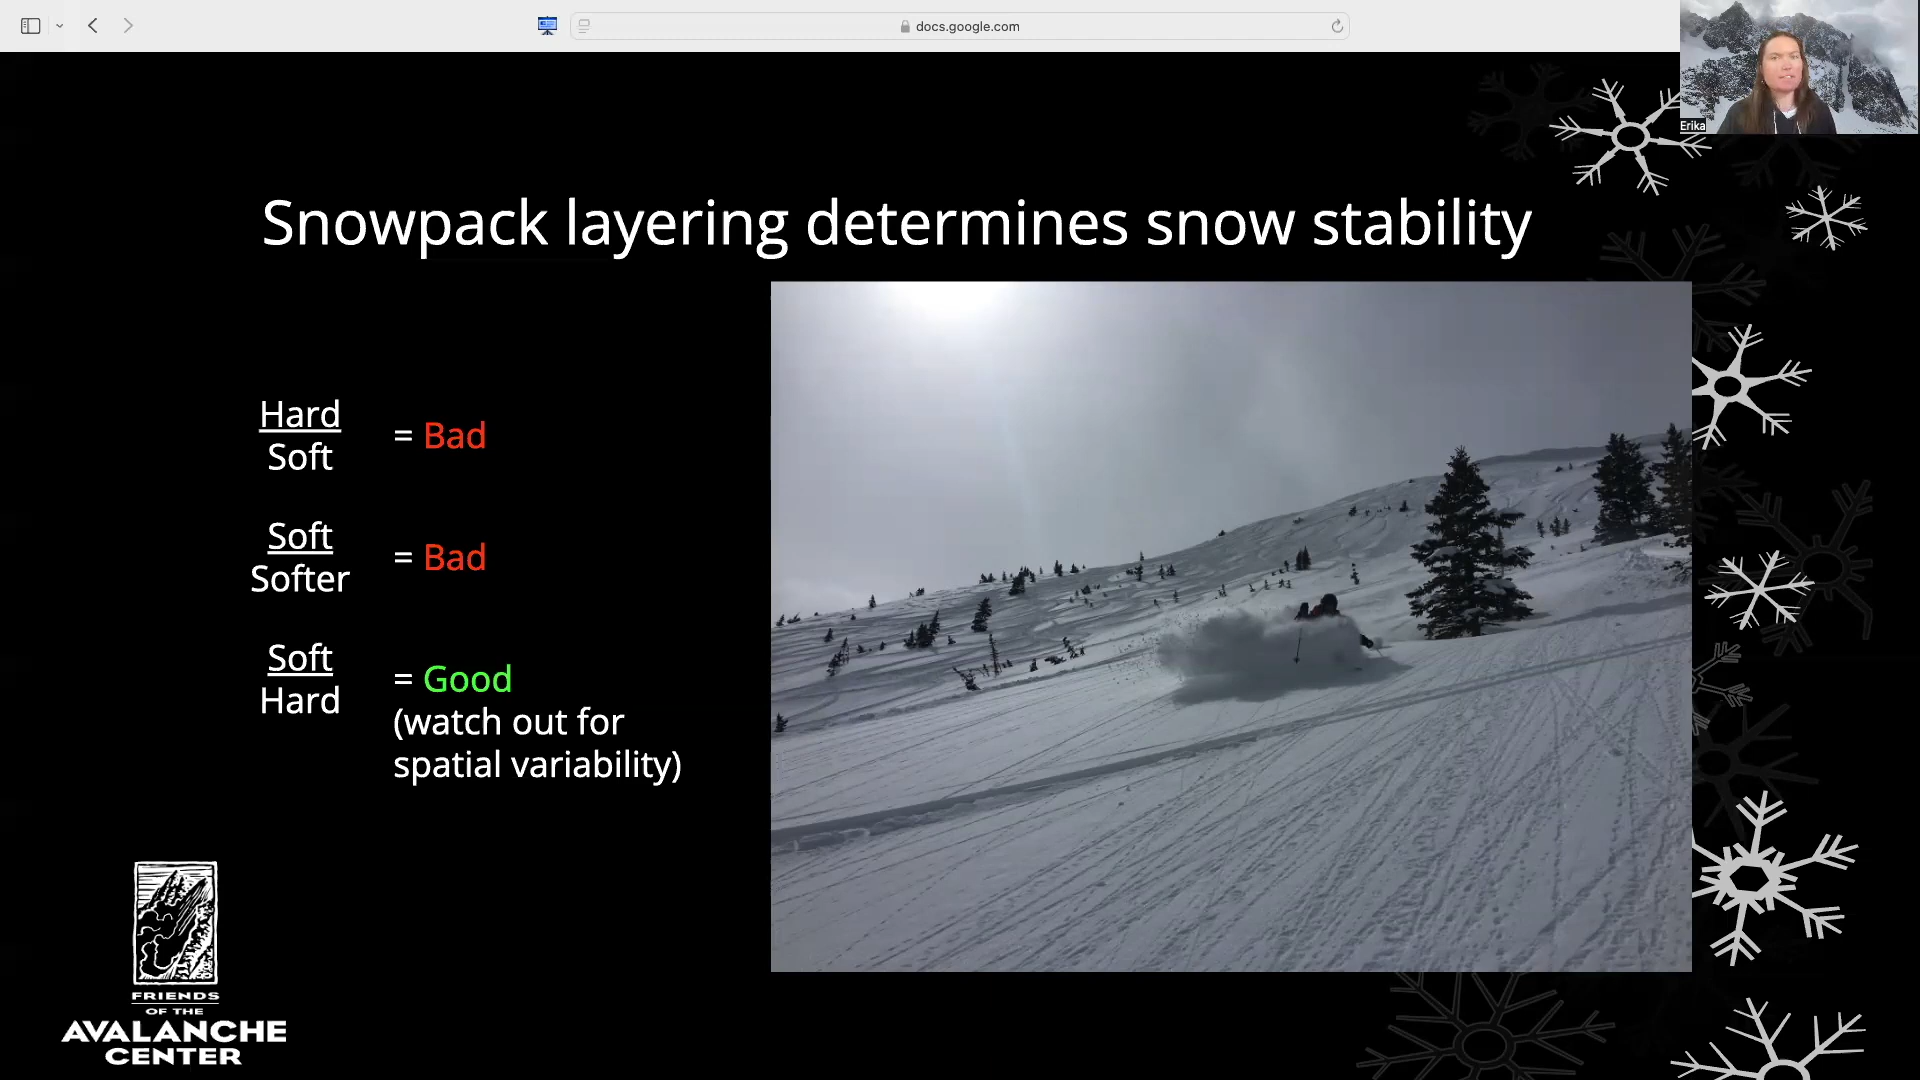 docs.google.com
Erika
Snowpack layering determines snow stability
Hard
Soft
= Bad
Soft
Softer
= Bad
Soft
Hard
= Good
(watch out for
spatial variability)
FRIENDS
OF THE
AVALANCHE
CENTER